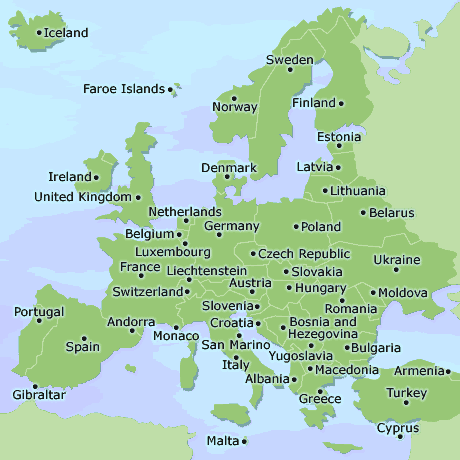 Iceland
Sweden
Faroe Islands
Norway
Finland
Estonia
Denmark
Latvia
Ireland
Lithuania
United Kingdom
Netherlands
Belarus
Belgium
Germany
Poland
Luxembourg
Czech Republic
Ukraine
France
Liechtenstein
Slovakia
Switzerland
Austria
Hungary
Moldova
Slovenia
Romania
Portugal
Andorra
Monaco
Croatia
Bosnia and
Hezegovina
Spain
San Marino
Yugoslavia
Bulgaria
Italy
Macedonia
Armenia
Albania
Gibraltar
Greece
Turkey
Cyprus
Malta